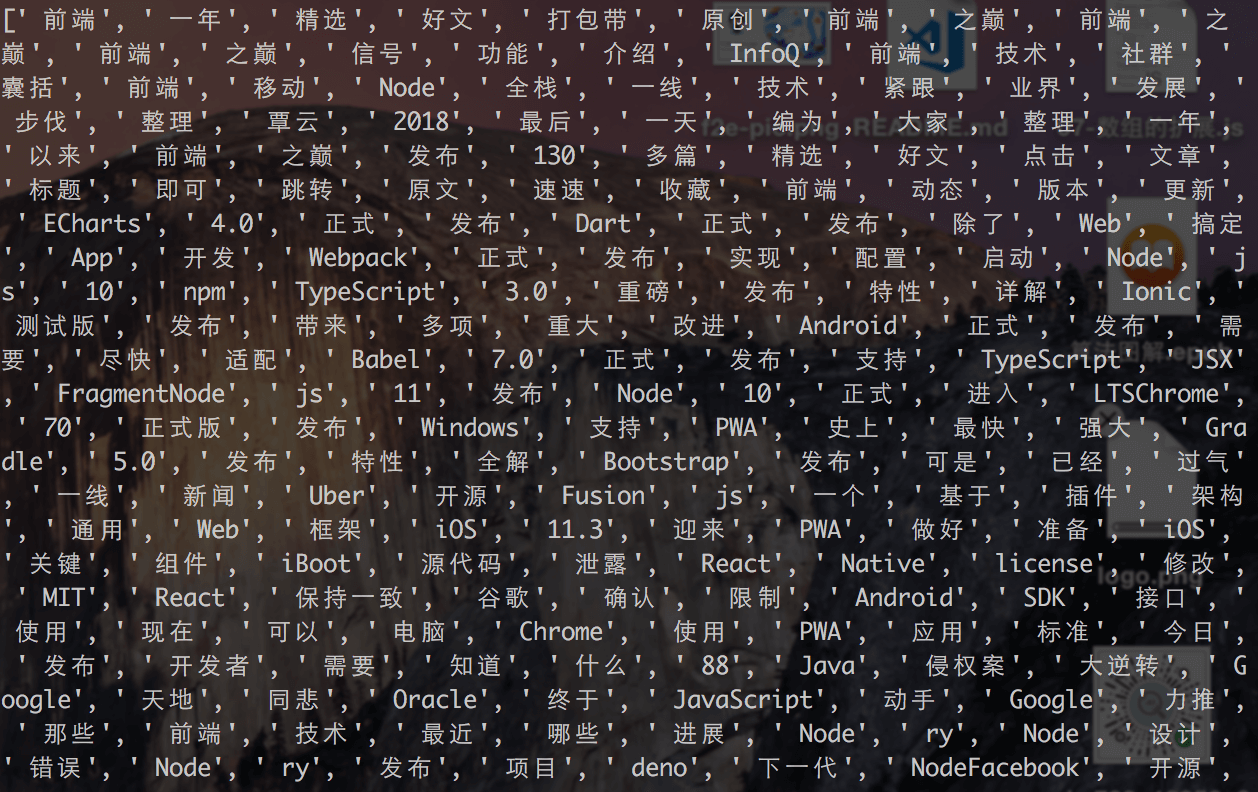 [' 前端', ' 一年', ' 精选', ' 好文', ' 打包带', ' 原创', ' 前端', ' 之巅', ' 前端', ' 之
巅', ' 前端', ' 之巅', ' 信号', ' 功能', ' 介绍', ' InfoQ', ' 前端', ' 技术', ' 社群', '
囊括', ' 前端', ' 移动', ' Node', ' 全栈', ' 一线', ' 技术', ' 紧跟', ' 业界', ' 发展', '
步伐', ' 整理', ' 覃云', ' 2018', ' 最后', ' 一天', ' 编为', ' 大家', ' 整理', ' 一年',
' 以来', ' 前端', ' 之巅', ' 发布', ' 130', ' 多篇', ' 精选', ' 好文', ' 点击', ' 文章',
' 标题', ' 即可', ' 跳转', ' 原文', ' 速速', ' 收藏', ' 前端', ' 动态', ' 版本', ' 更新',
' ECharts', ' 4.0', ' 正式', ' 发布', ' Dart', ' 正式', ' 发布', ' 除了', ' Web', ' 搞定
', ' App', ' 开发', ' Webpack', ' 正式', ' 发布', ' 实现', ' 配置', ' 启动', ' Node', ' j
s', ' 10', ' npm', ' TypeScript', ' 3.0', ' 重磅', ' 发布', ' 特性', ' 详解', ' Ionic', '
测试版', ' 发布', ' 带来', ' 多项', ' 重大', ' 改进', ' Android', ' 正式', ' 发布', ' 需
要', ' 尽快', ' 适配', ' Babel', ' 7.0', ' 正式', ' 发布', ' 支持', ' TypeScript', ' JSX'
, ' FragmentNode', ' js', ' 11', ' 发布', ' Node', ' 10', ' 正式', ' 进入', ' LTSChrome',
' 70', ' 正式版', ' 发布', ' Windows', ' 支持', ' PWA', ' 史上', ' 最快', ' 强大', ' Gra
dle', ' 5.0', ' 发布', ' 特性', ' 全解', ' Bootstrap', ' 发布', ' 可是', ' 已经', ' 过气'
, ' 一线', ' 新闻', ' Uber', ' 开源', ' Fusion', ' js', ' 一个', ' 基于', ' 插件', ' 架构
', ' 通用', ' Web', ' 框架', ' iOS', ' 11.3', ' 迎来', ' PWA', ' 做好', ' 准备', ' iOS',
' 关键', ' 组件', ' iBoot', ' 源代码', ' 泄露', ' React', ' Native', ' license', ' 修改',
' MIT', ' React', ' 保持一致', ' 谷歌', ' 确认', ' 限制', ' Android', ' SDK', ' 接口', '
使用', ' 现在', ' 可以', ' 电脑', ' Chrome', ' 使用', ' PWA', ' 应用', ' 标准', ' 今日',
' 发布', ' 开发者', ' 需要', ' 知道', ' 什么', ' 88', ' Java', ' 侵权案', ' 大逆转', ' G
oogle', ' 天地', ' 同悲', ' Oracle', ' 终于', ' JavaScript', ' 动手', ' Google', ' 力推',
' 那些', ' 前端', ' 技术', ' 最近', ' 哪些', ' 进展', ' Node', ' ry', ' Node', ' 设计',
' 错误', ' Node', ' ry', ' 发布', ' 项目', ' deno', ' 下一代', ' NodeFacebook', ' 开源',
README.md
logo.png